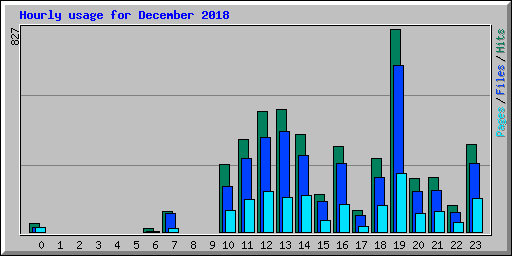 Hourly usage for December 2018
827
Pages/Files/Hits
0 1 2 3 4 5 6 7 8 9 10 11 12 13 14 15 16 17 18 19 20 21 22 23